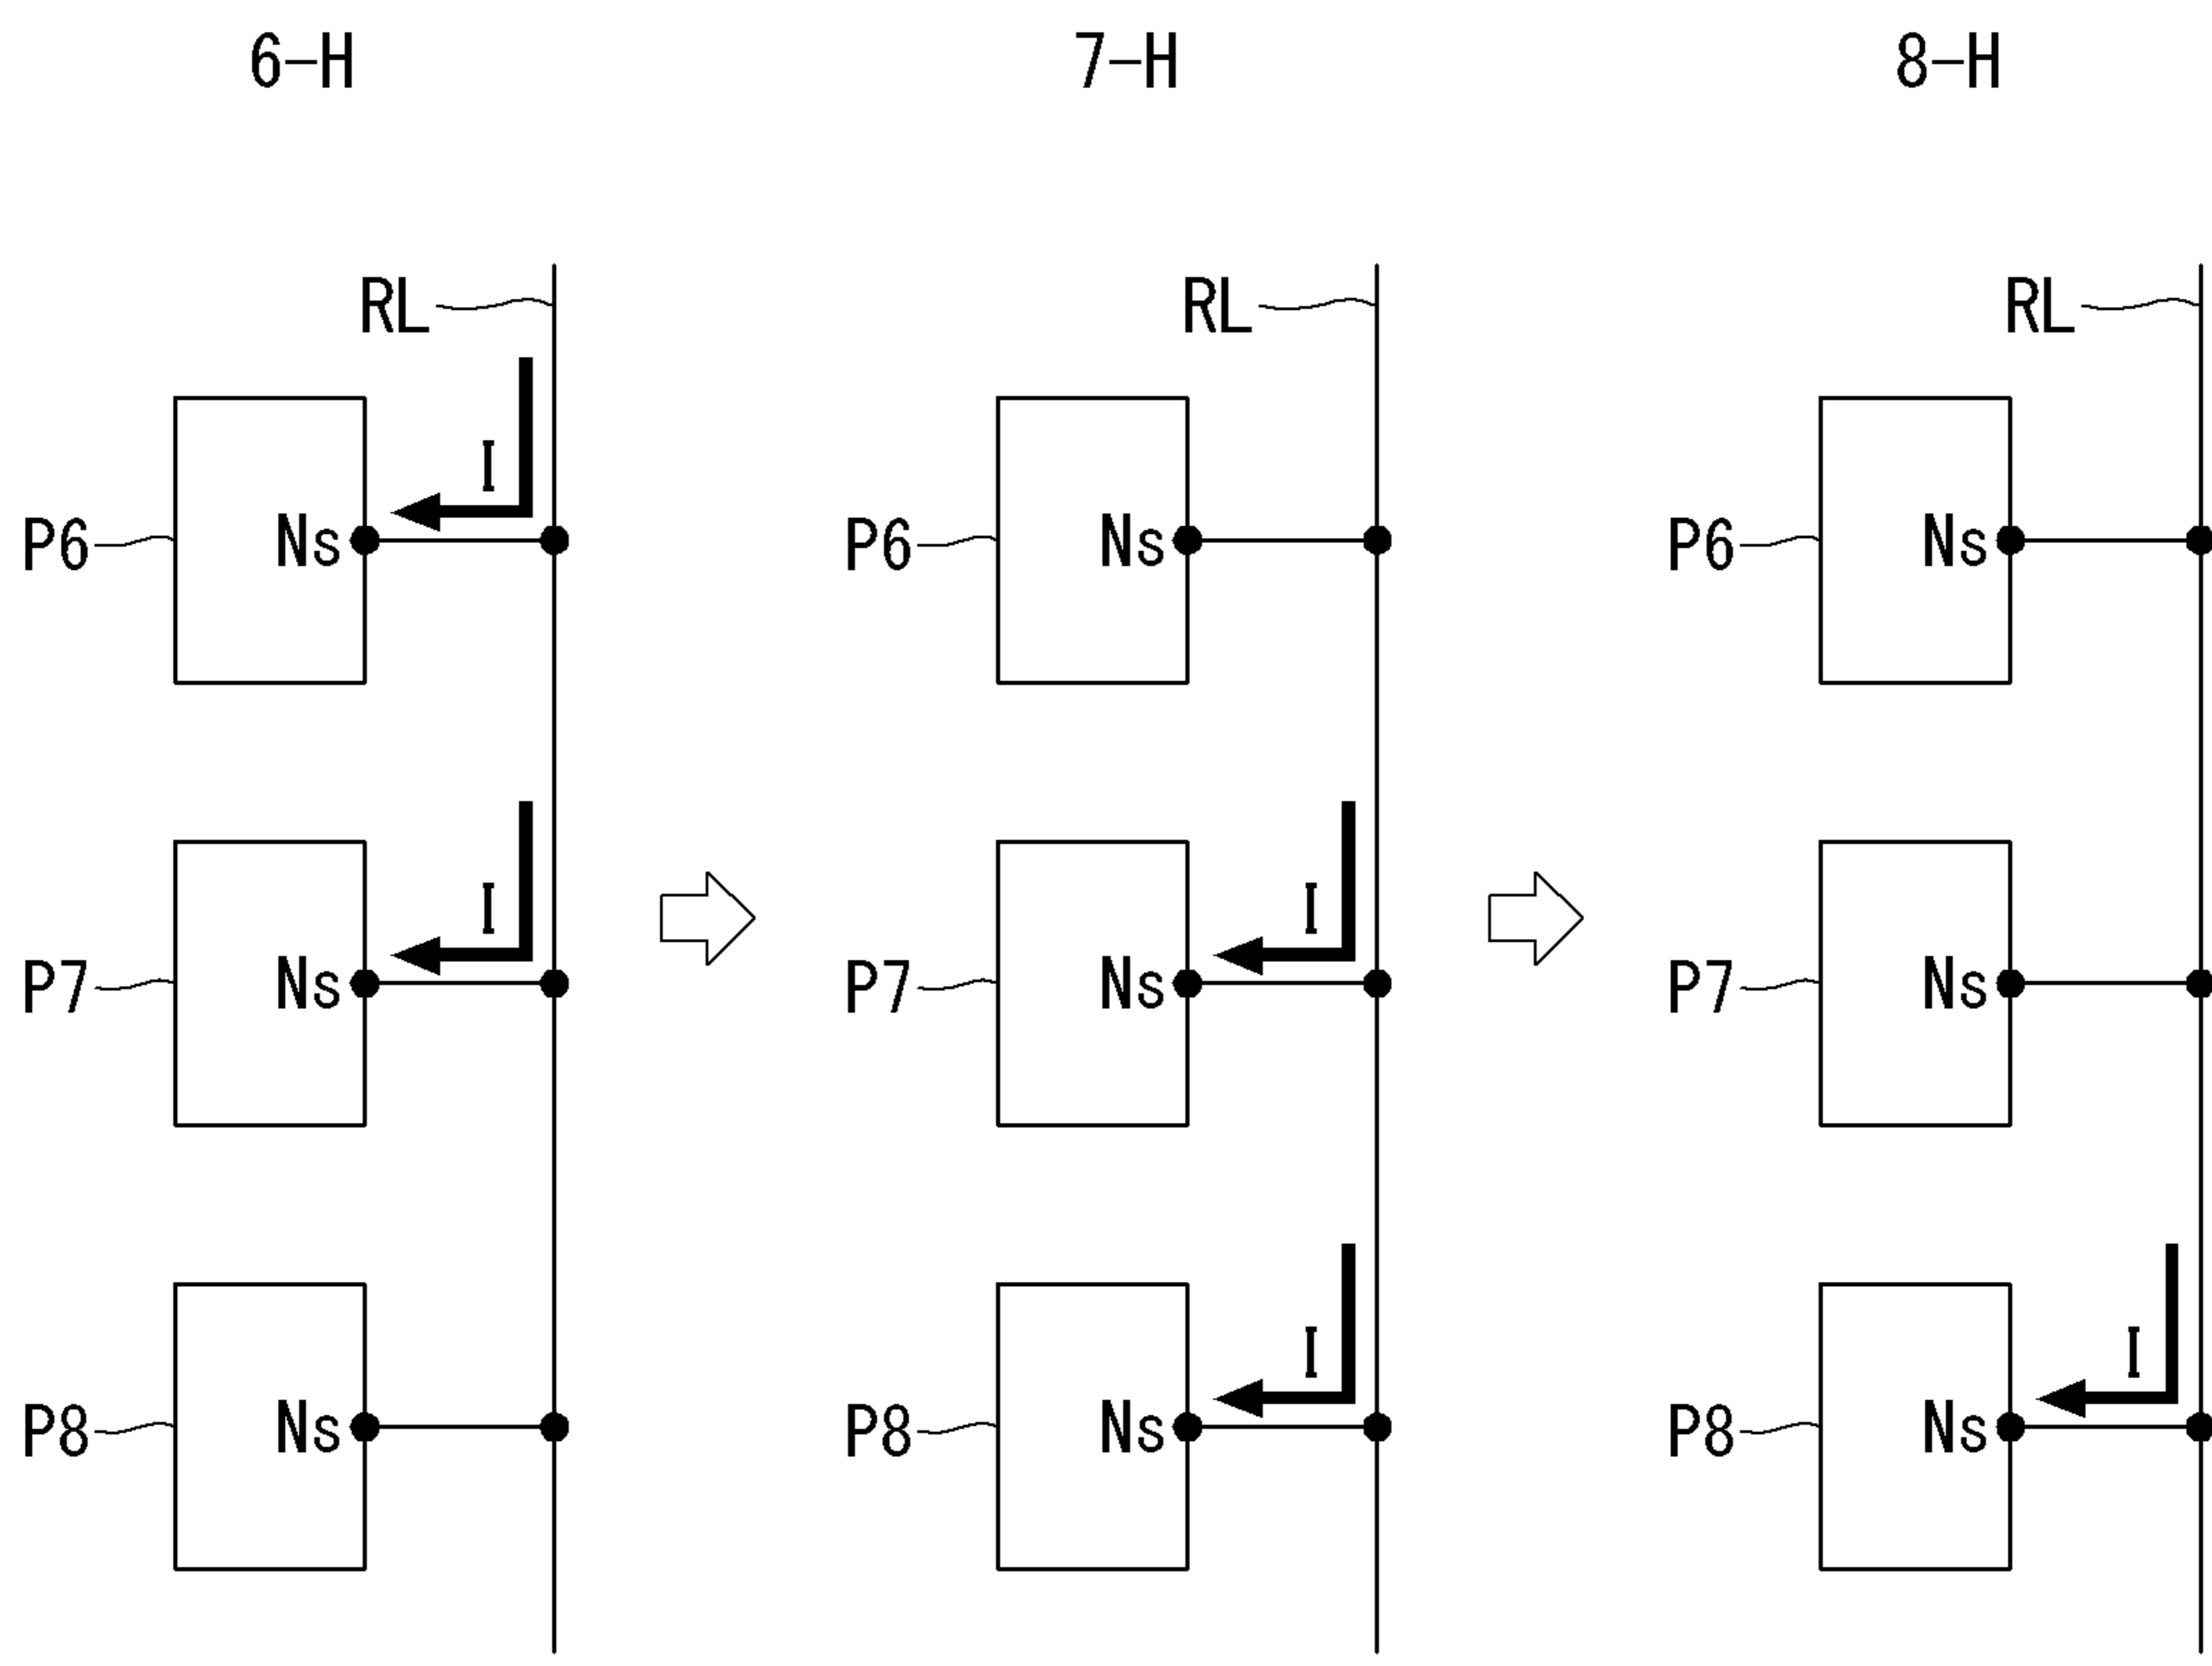 6-H 7-H 8-H
RL RL RL
I
P6 Ns P6 Ns P6 Ns
I I
P7 Ns P7 Ns P7 Ns
I I
P8 Ns P8 Ns P8 Ns